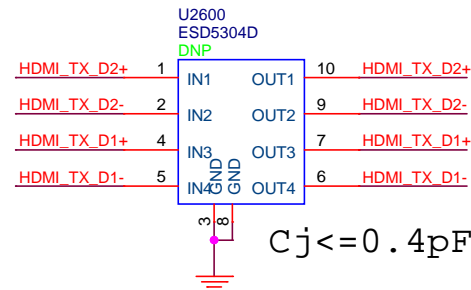 U2600
ESD5304D
DNP
HDMI_TX_D2+ 1 IN1 OUT1 10 HDMI_TX_D2+
HDMI_TX_D2- 2 IN2 OUT2 9 HDMI_TX_D2-
HDMI_TX_D1+ 4 IN3 OUT3 7 HDMI_TX_D1+
HDMI_TX_D1- 5 IN4 OUT4 6 HDMI_TX_D1-
GND GND
3 8
Cj<=0.4pF